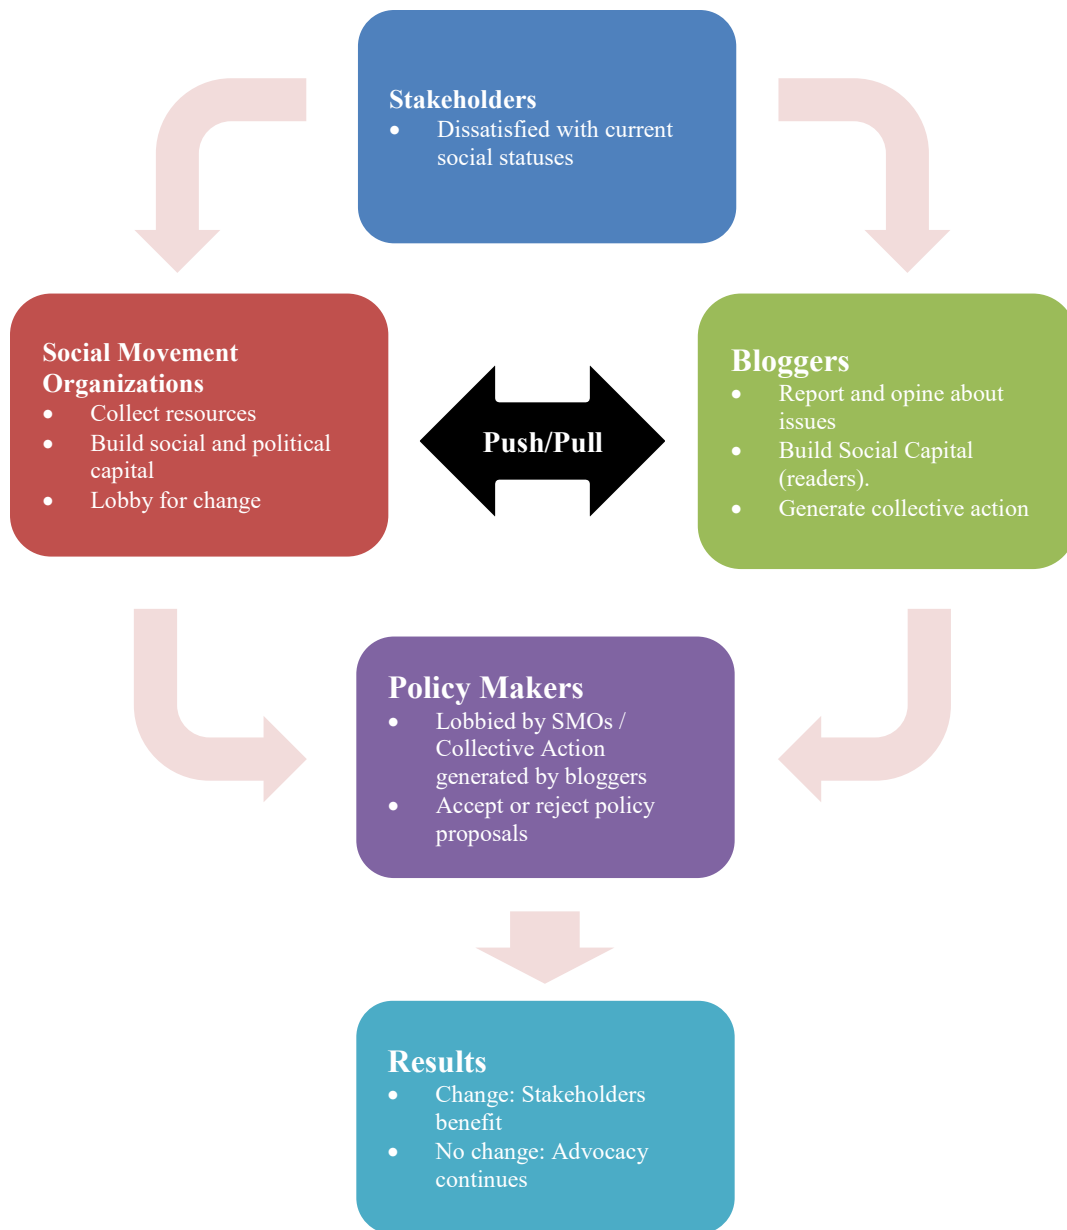 Stakeholders
• Dissatisfied with current
social statuses
Social Movement
Organizations
• Collect resources
• Build social and political
capital
• Lobby for change
Push/Pull
Bloggers
• Report and opine about
issues
• Build Social Capital
(readers).
• Generate collective action
Policy Makers
• Lobbied by SMOs /
Collective Action
generated by bloggers
• Accept or reject policy
proposals
Results
• Change: Stakeholders
benefit
• No change: Advocacy
continues